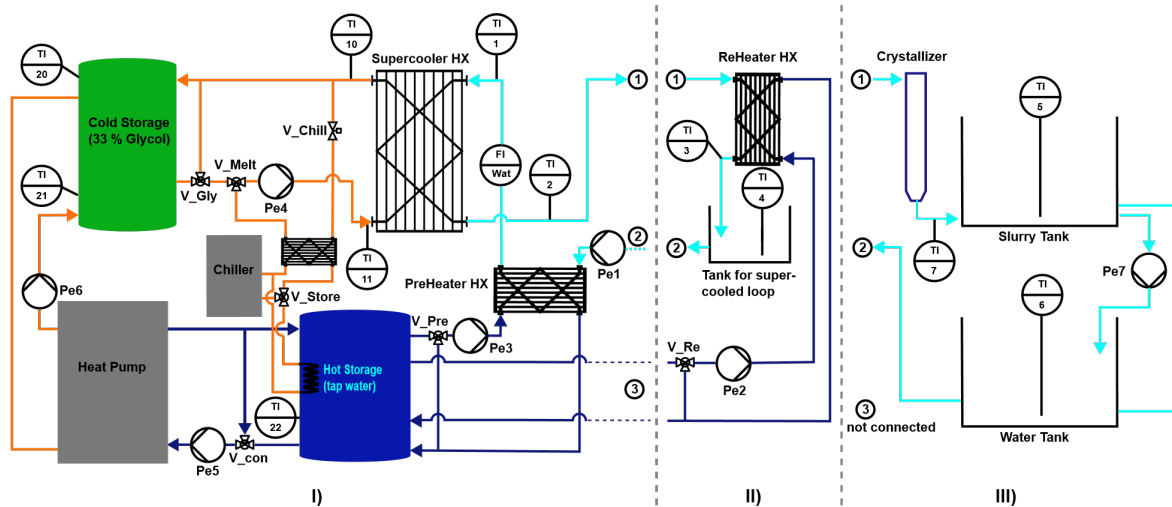 TI
20
TI
10
Supercooler HX
TI
1
1
Cold Storage
(33 % Glycol)
V_Chill
TI
21
V_Melt
V_Gly
Pe4
FI
Wat
TI
2
TI
11
Chiller
PreHeater HX
2
Pe1
Pe6
V_Store
V_Pre
Pe3
Heat Pump
Hot Storage
(tap water)
3
TI
22
Pe5
V_con
I)
ReHeater HX
1
TI
3
TI
4
2
Tank for super-
cooled loop
V_Re
Pe2
II)
Crystallizer
1
TI
5
2
TI
7
Slurry Tank
Pe7
TI
6
3
not connected
Water Tank
III)